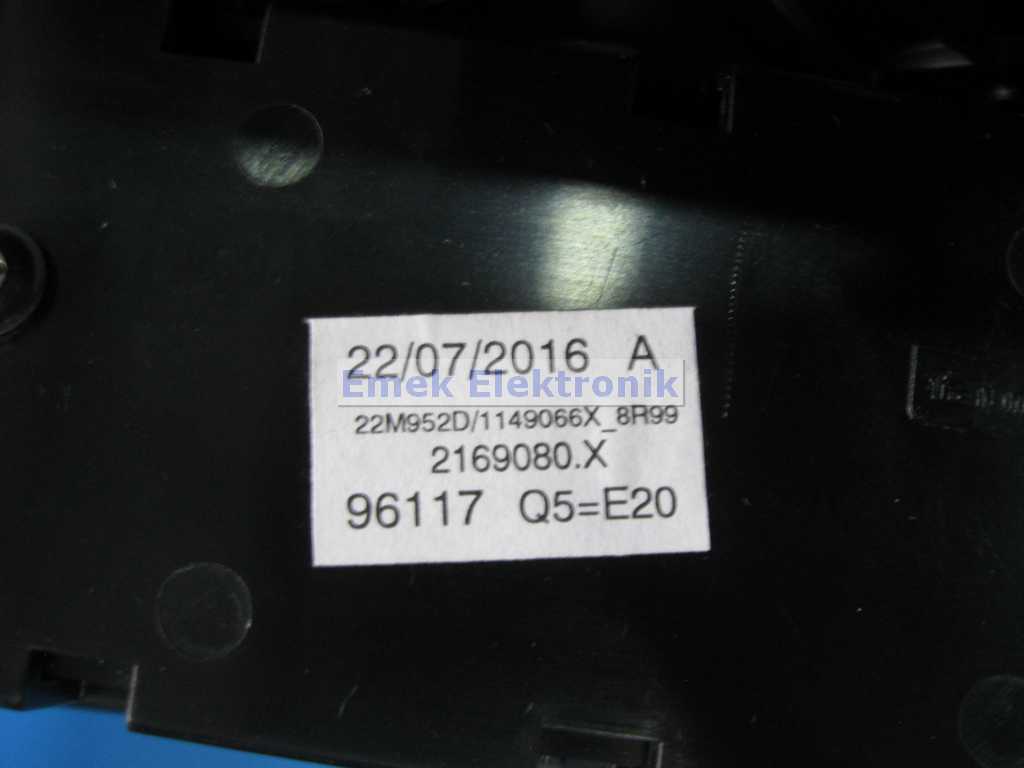 22/07/2016 A
Emek Elektronik
22M952D/1149066X_8R99
2169080.X
96117 Q5=E20